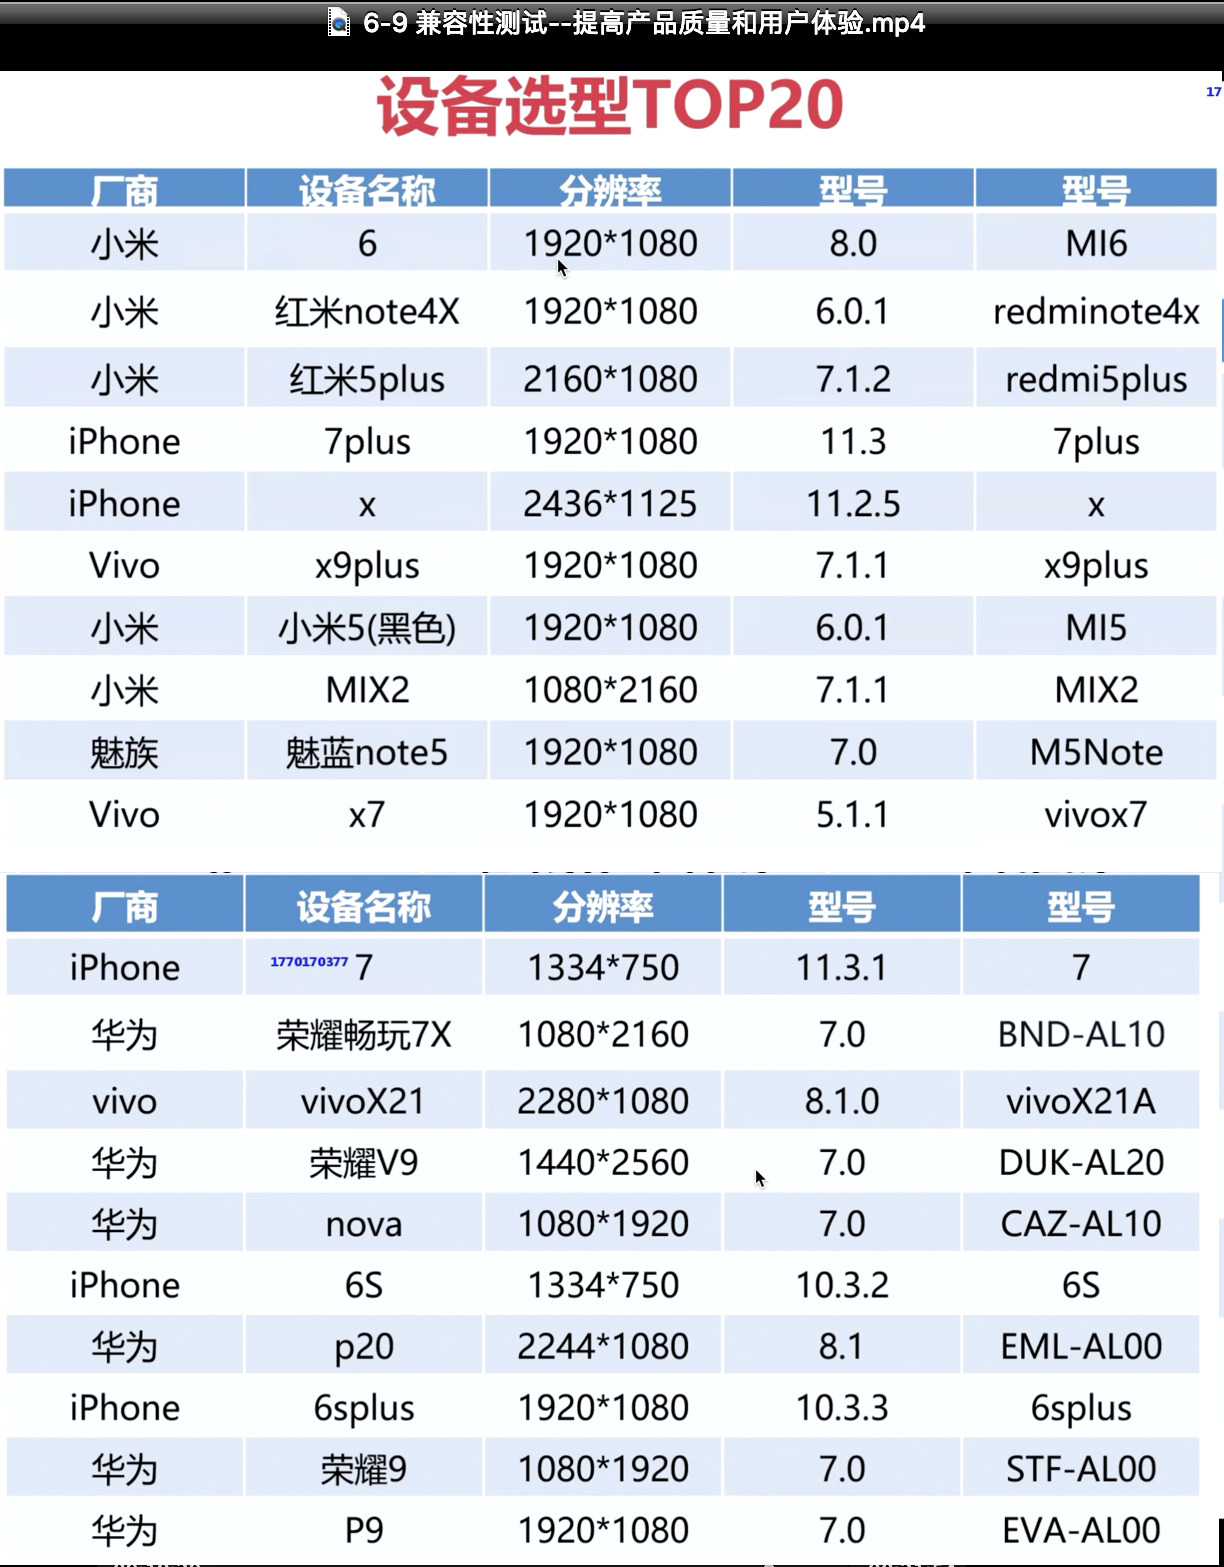 6-9 兼容性测试--提高产品质量和用户体验.mp4
设备选型TOP20
17
厂商 设备名称 分辨率 型号 型号
小米 6 1920*1080 8.0 MI6
小米 红米note4X 1920*1080 6.0.1 redminote4x
小米 红米5plus 2160*1080 7.1.2 redmi5plus
iPhone 7plus 1920*1080 11.3 7plus
iPhone x 2436*1125 11.2.5 x
Vivo x9plus 1920*1080 7.1.1 x9plus
小米 小米5(黑色) 1920*1080 6.0.1 MI5
小米 MIX2 1080*2160 7.1.1 MIX2
魅族 魅蓝note5 1920*1080 7.0 M5Note
Vivo x7 1920*1080 5.1.1 vivox7
厂商 设备名称 分辨率 型号 型号
iPhone 1770170377 7 1334*750 11.3.1 7
华为 荣耀畅玩7X 1080*2160 7.0 BND-AL10
vivo vivoX21 2280*1080 8.1.0 vivoX21A
华为 荣耀V9 1440*2560 7.0 DUK-AL20
华为 nova 1080*1920 7.0 CAZ-AL10
iPhone 6S 1334*750 10.3.2 6S
华为 p20 2244*1080 8.1 EML-AL00
iPhone 6splus 1920*1080 10.3.3 6splus
华为 荣耀9 1080*1920 7.0 STF-AL00
华为 P9 1920*1080 7.0 EVA-AL00